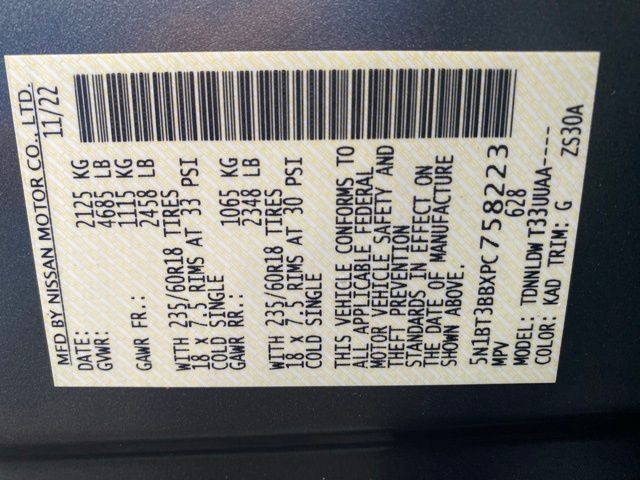 MFD BY NISSAN MOTOR CO., LTD.
DATE: 11/22
GVWR: 2125 KG
4685 LB
GAWR FR.: 1115 KG
2458 LB
WITH 235/60R18 TIRES
18 x 7.5 RIMS AT 33 PSI
COLD SINGLE
GAWR RR.: 1065 KG
2348 LB
WITH 235/60R18 TIRES
18 x 7.5 RIMS AT 30 PSI
COLD SINGLE
THIS VEHICLE CONFORMS TO
ALL APPLICABLE FEDERAL
MOTOR VEHICLE SAFETY AND
THEFT PREVENTION
STANDARDS IN EFFECT ON
THE DATE OF MANUFACTURE
SHOWN ABOVE.
5N1BT3BBXPC758223
MPV 628
MODEL: TDNNLDW T33UUAA----
COLOR: KAD TRIM: G ZS30A